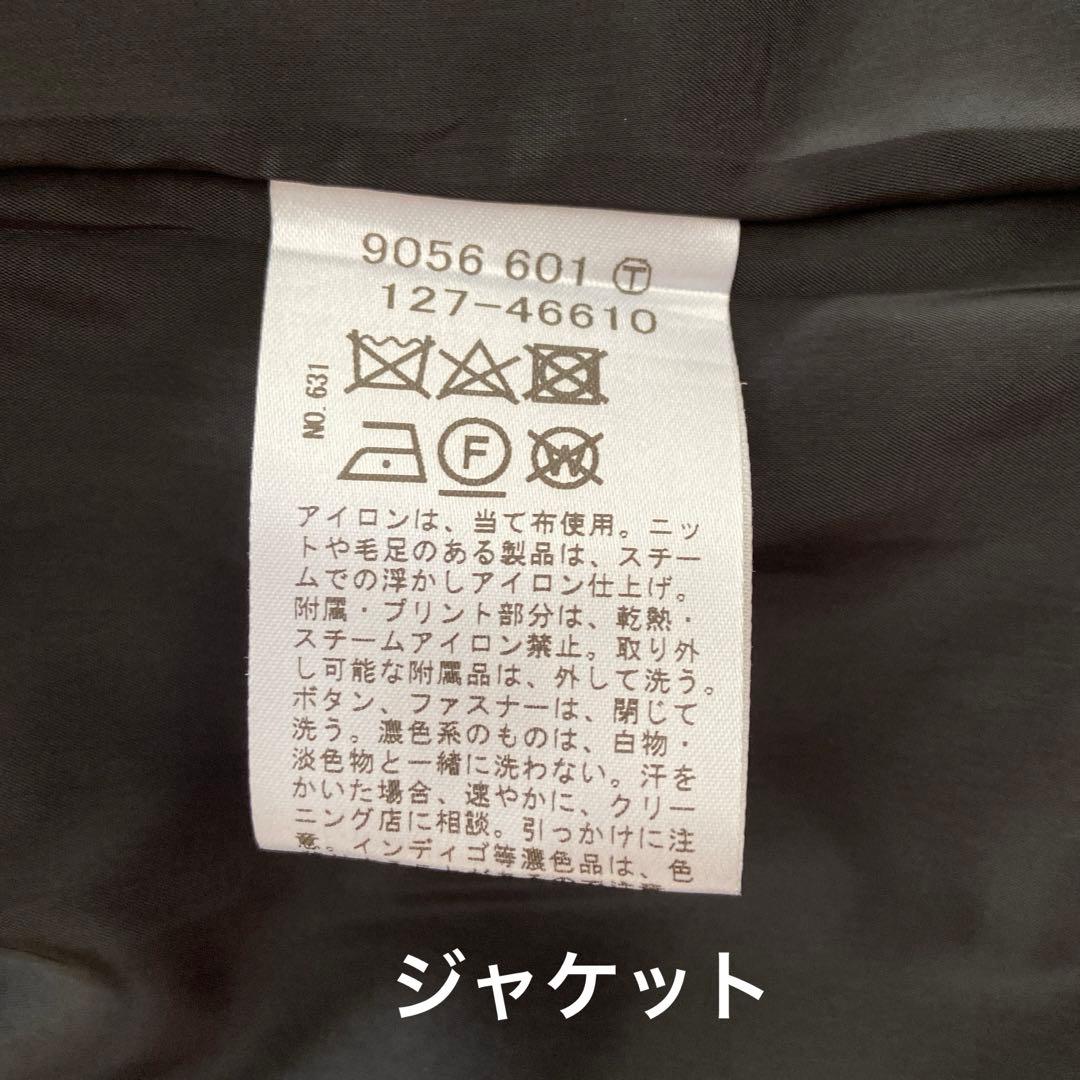 9056 601 Ⓣ
127-46610
NO. 631
F
W
アイロンは、当て布使用。ニッ
トや毛足のある製品は、スチー
ムでの浮かしアイロン仕上げ。
附属・プリント部分は、乾熱・
スチームアイロン禁止。取り外
し可能な附属品は、外して洗う。
ボタン、ファスナーは、閉じて
洗う。濃色系のものは、白物・
淡色物と一緒に洗わない。汗を
かいた場合、速やかに、クリー
ニング店に相談。引っかけに注
意。インディゴ等濃色品は、色
ジャケット